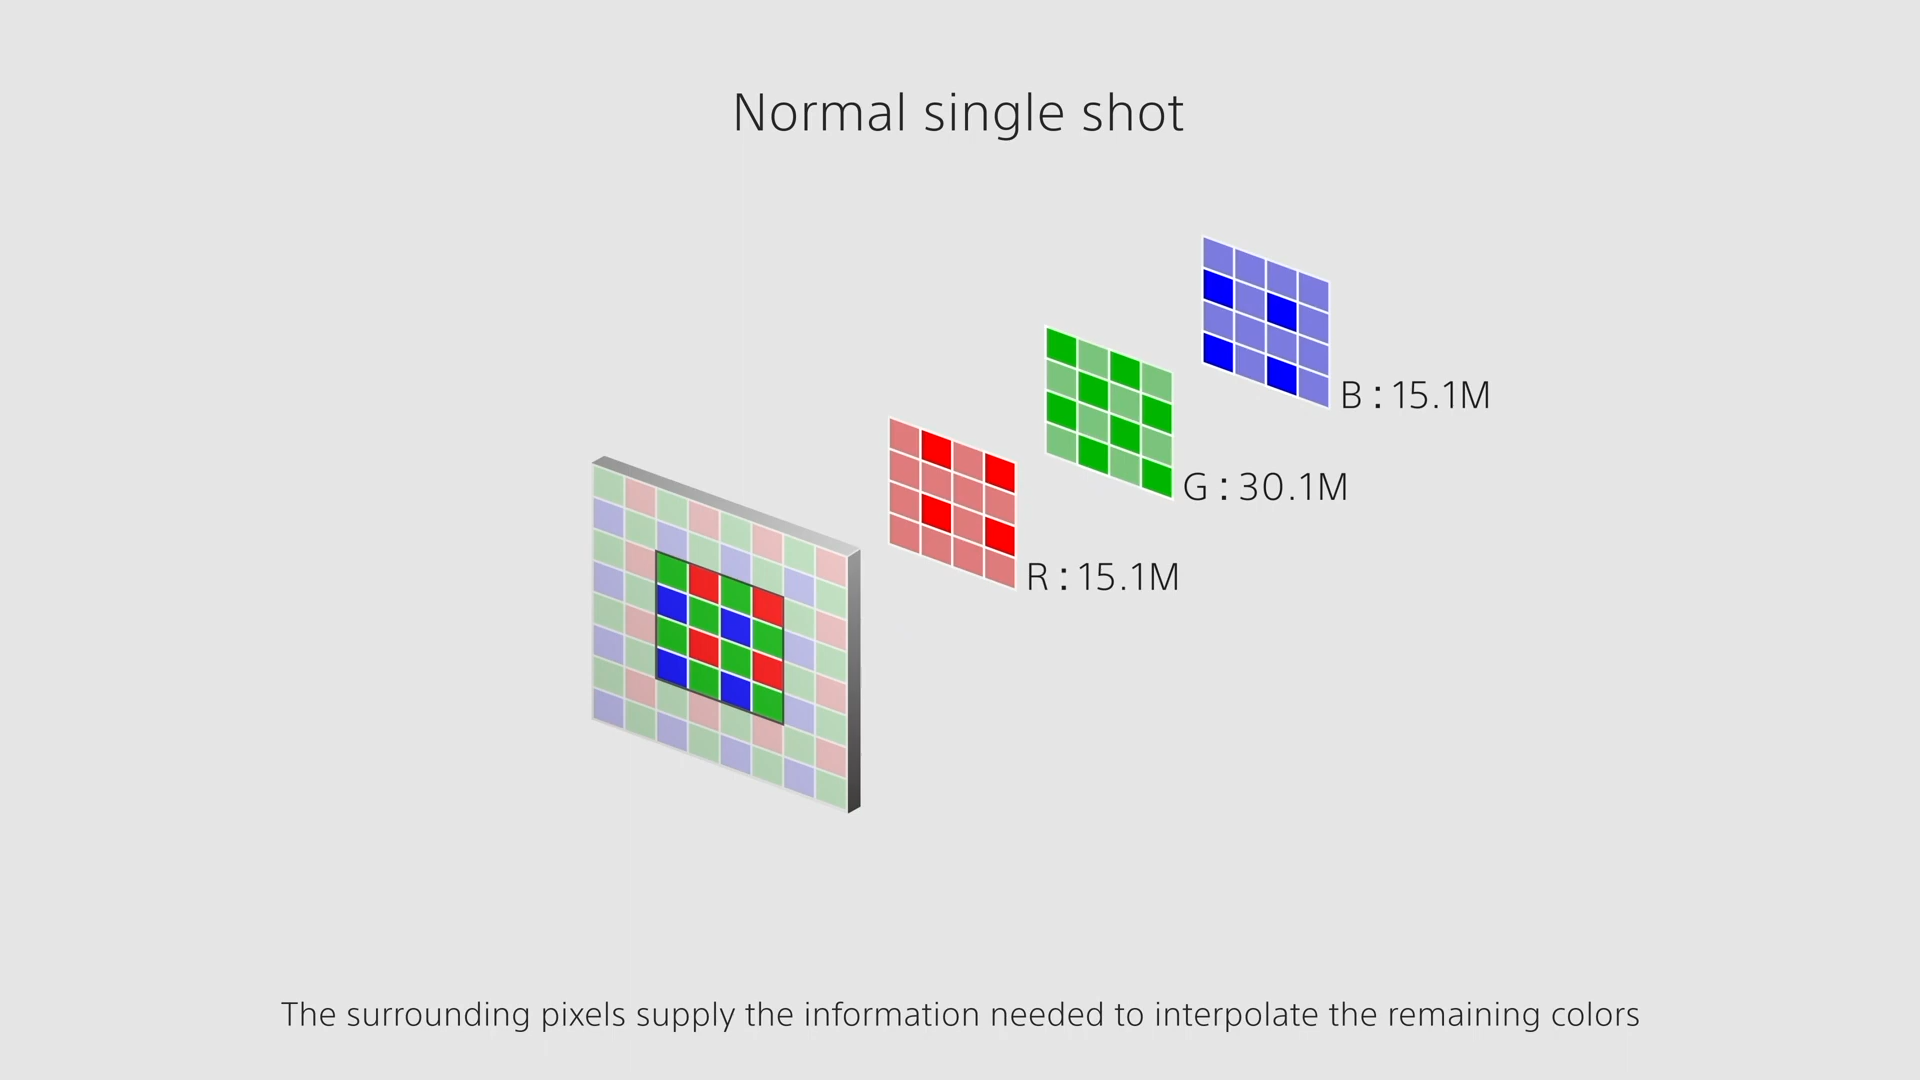 Normal single shot
B : 15.1M
G : 30.1M
R : 15.1M
The surrounding pixels supply the information needed to interpolate the remaining colors